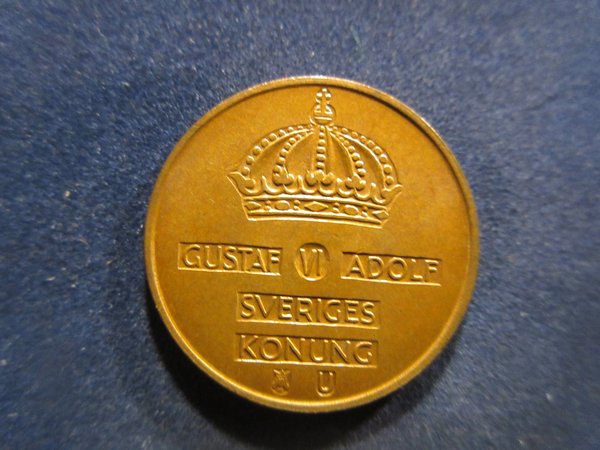 GUSTAF VI ADOLF
SVERIGES
KONUNG
U